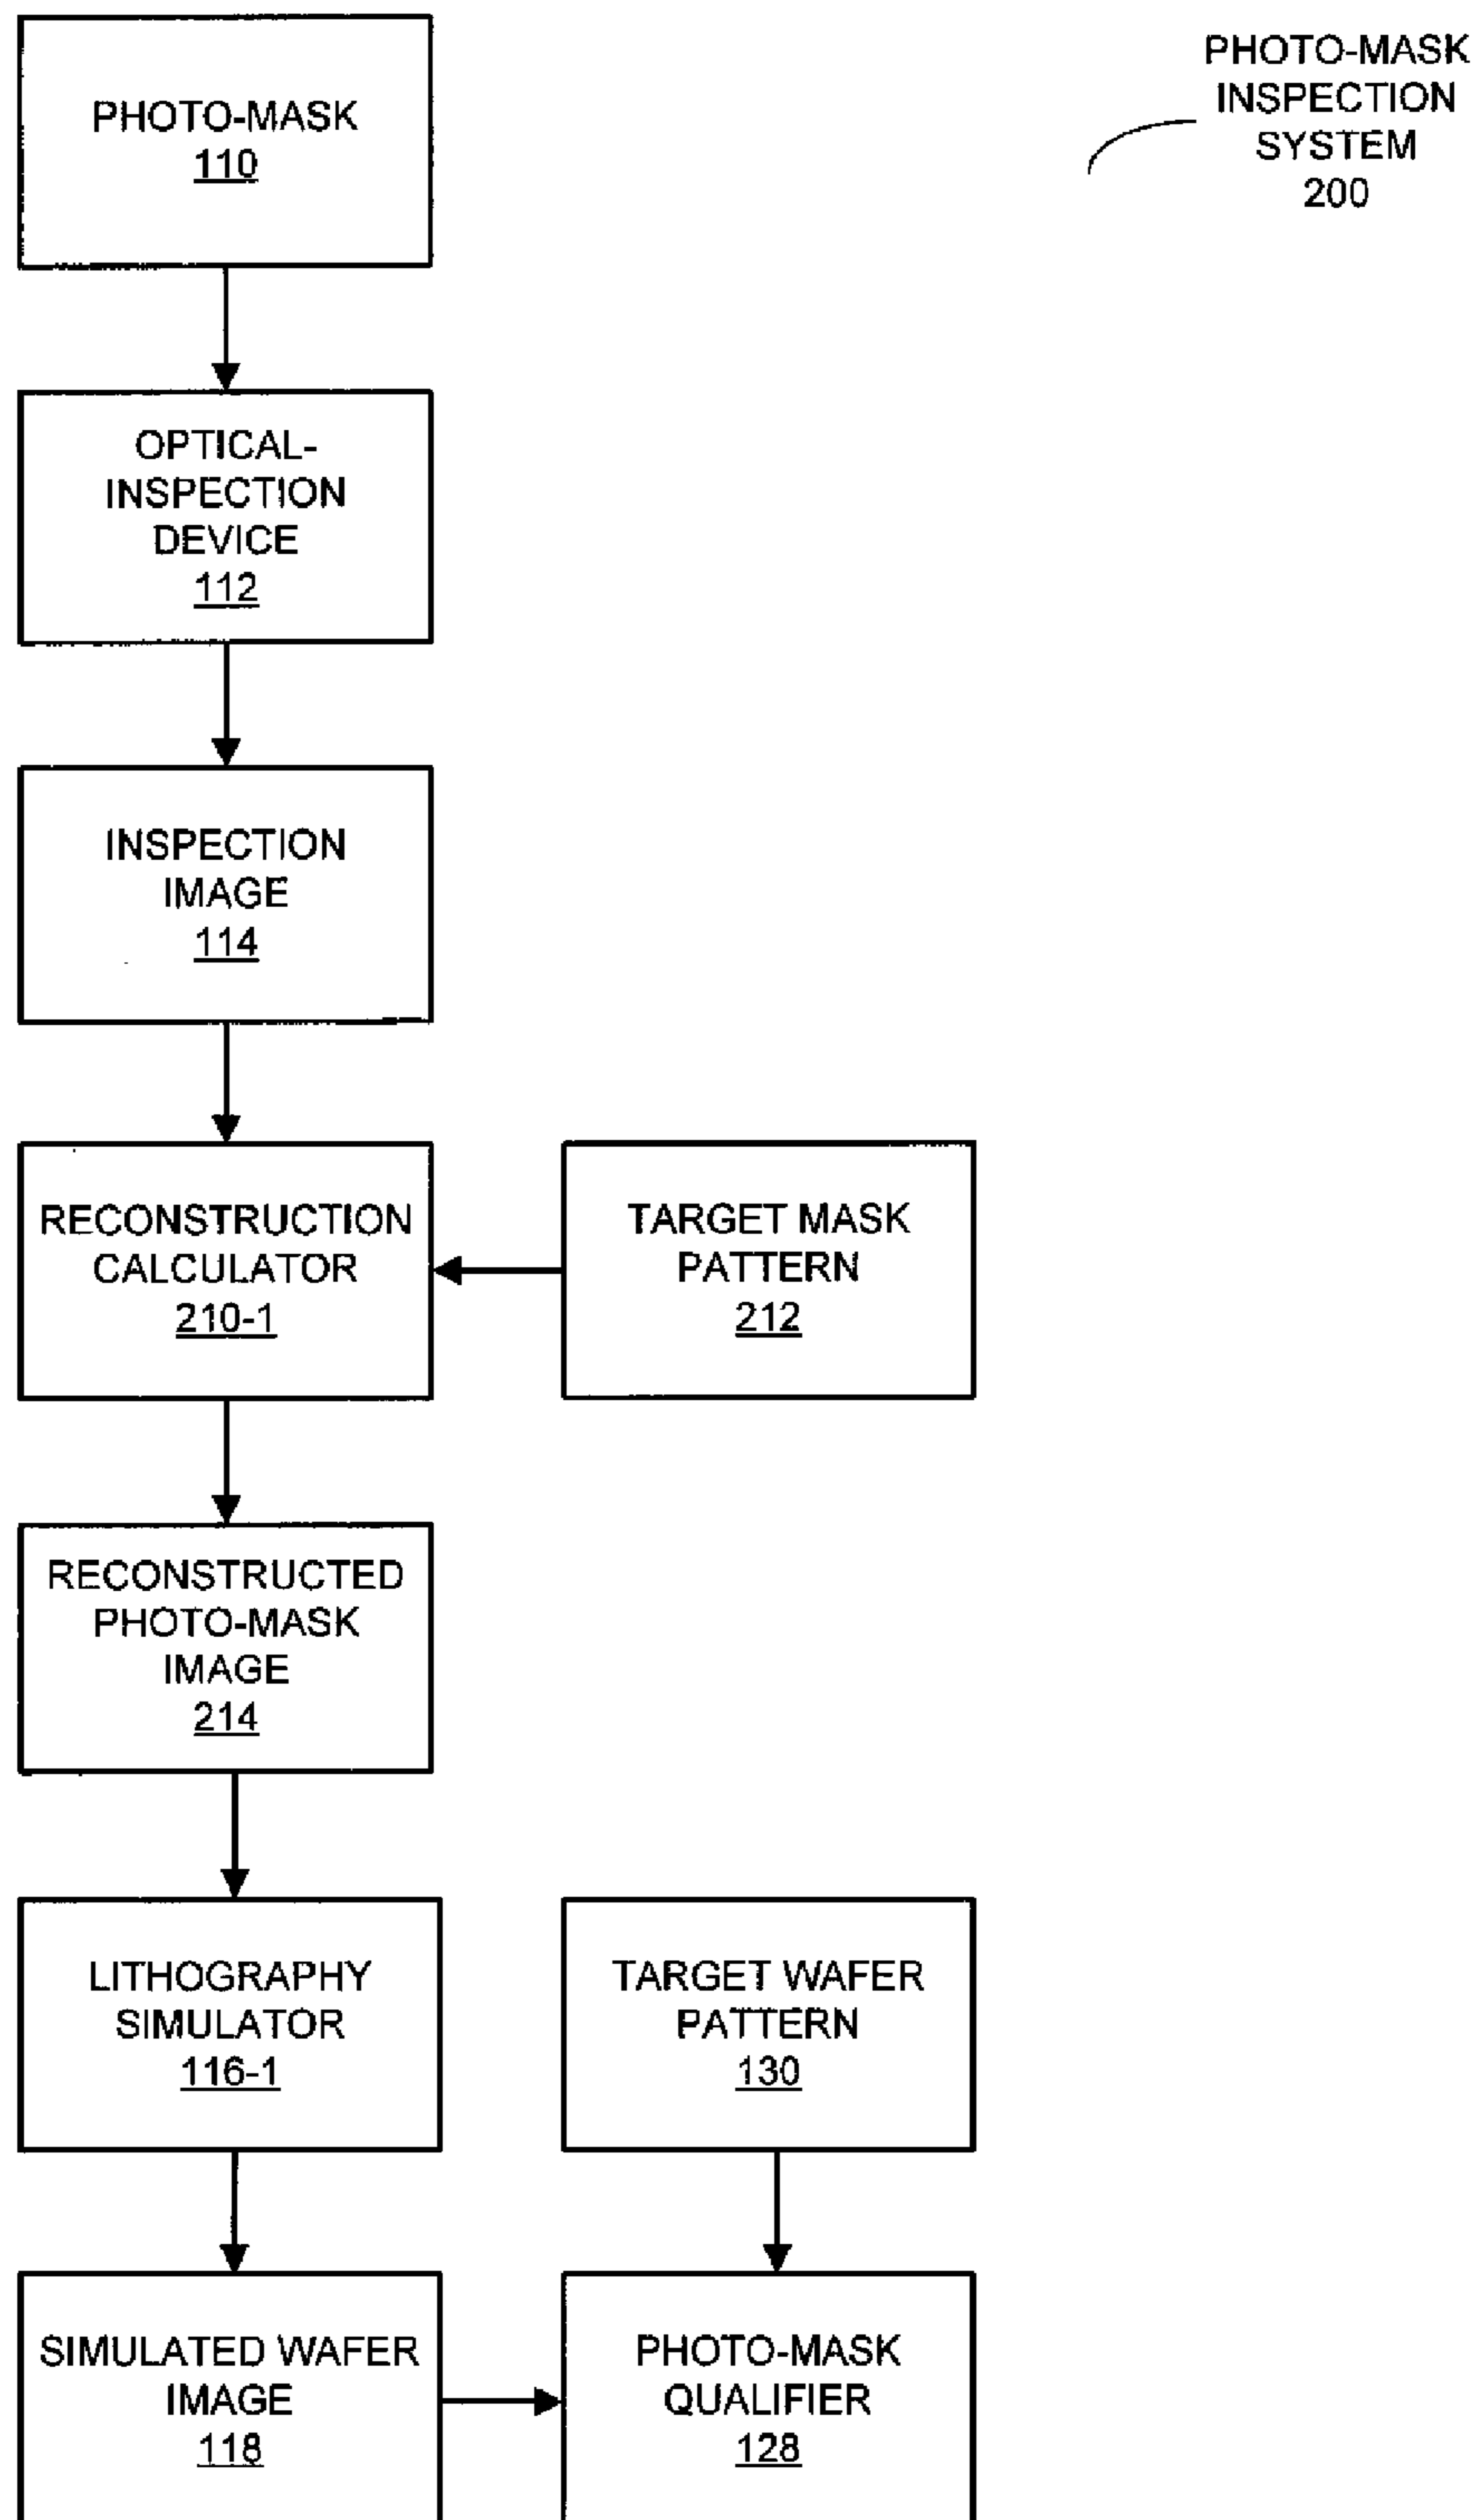 PHOTO-MASK
110
PHOTO-MASK
INSPECTION
SYSTEM
200
OPTICAL-
INSPECTION
DEVICE
112
INSPECTION
IMAGE
114
RECONSTRUCTION
CALCULATOR
210-1
TARGET MASK
PATTERN
212
RECONSTRUCTED
PHOTO-MASK
IMAGE
214
LITHOGRAPHY
SIMULATOR
116-1
TARGET WAFER
PATTERN
130
SIMULATED WAFER
IMAGE
118
PHOTO-MASK
QUALIFIER
128